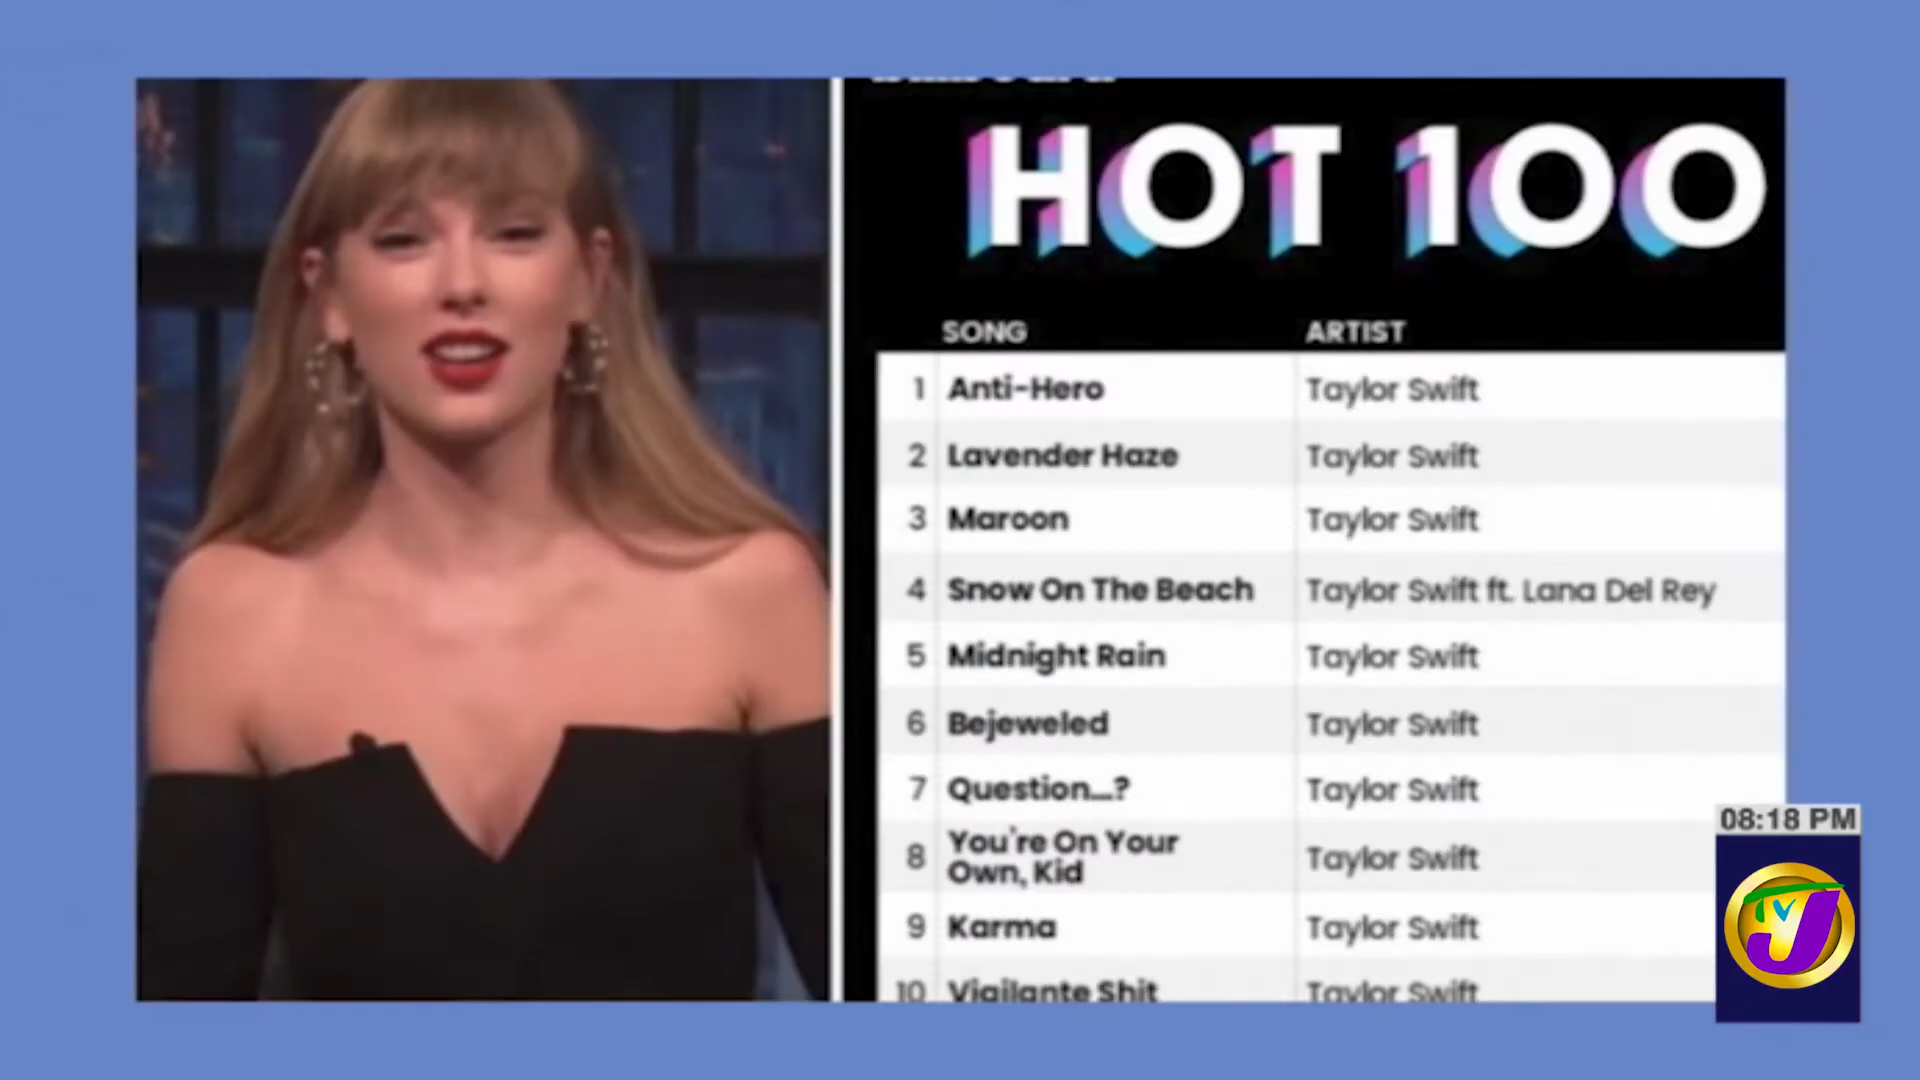 HOT 100
SONG ARTIST
1 Anti-Hero Taylor Swift
2 Lavender Haze Taylor Swift
3 Maroon Taylor Swift
4 Snow On The Beach Taylor Swift ft. Lana Del Rey
5 Midnight Rain Taylor Swift
6 Bejeweled Taylor Swift
7 Question...? Taylor Swift
8 You're On Your
Own, Kid Taylor Swift
9 Karma Taylor Swift
10 Vigilante Shit Taylor Swift
08:18 PM
TVJ